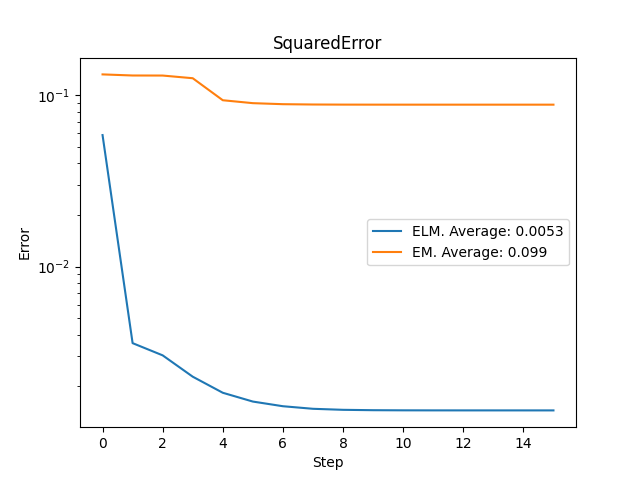 SquaredError
Error
10⁻¹
10⁻²
ELM. Average: 0.0053
EM. Average: 0.099
0 2 4 6 8 10 12 14
Step